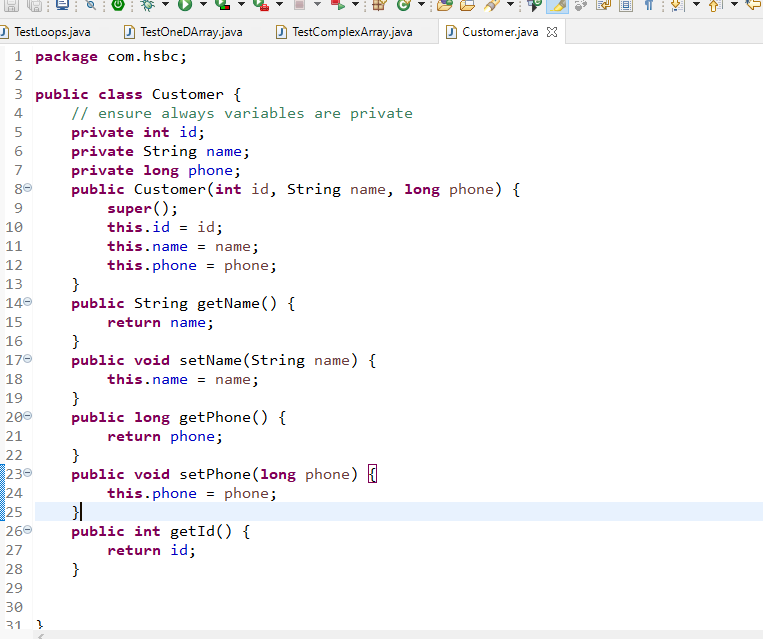 TestLoops.java TestOneDArray.java TestComplexArray.java Customer.java
1 package com.hsbc;
2
3 public class Customer {
4     // ensure always variables are private
5     private int id;
6     private String name;
7     private long phone;
8     public Customer(int id, String name, long phone) {
9         super();
10         this.id = id;
11         this.name = name;
12         this.phone = phone;
13     }
14     public String getName() {
15         return name;
16     }
17     public void setName(String name) {
18         this.name = name;
19     }
20     public long getPhone() {
21         return phone;
22     }
23     public void setPhone(long phone) {
24         this.phone = phone;
25     }
26     public int getId() {
27         return id;
28     }
29
30
31 }